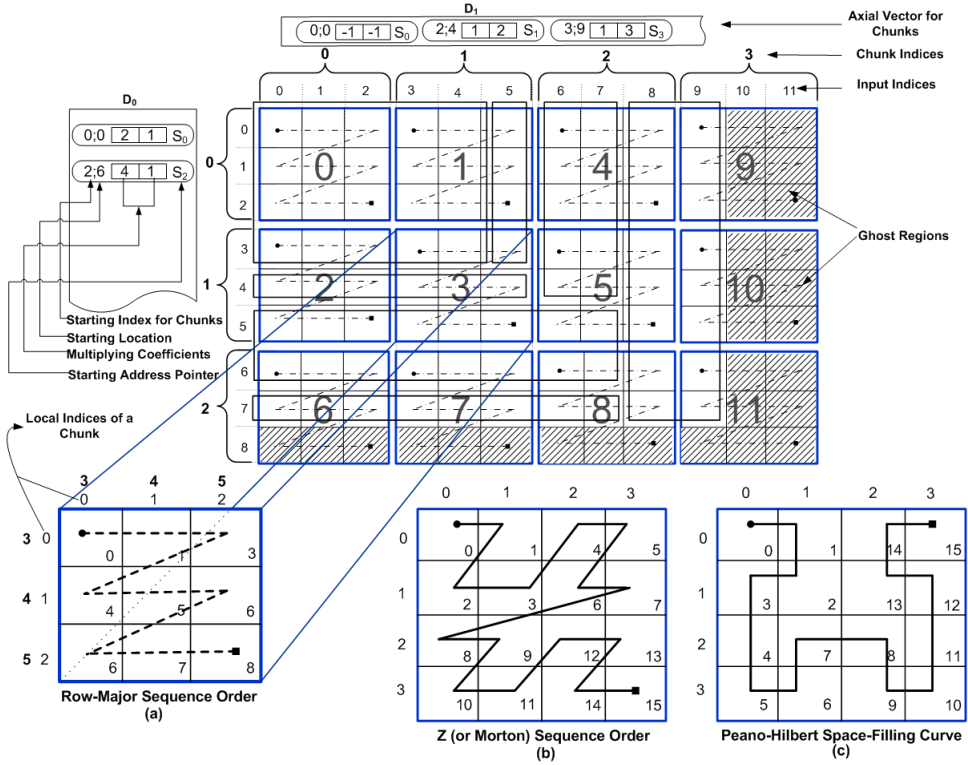 D1
0;0 -1 -1 S0 2;4 1 2 S1 3;9 1 3 S3
Axial Vector for Chunks
0 1 2 3
Chunk Indices
0 1 2 3 4 5 6 7 8 9 10 11
Input Indices
D0
0;0 2 1 S0
2;6 4 1 S2
0
0
1
2
0 1 4 9
1
3
4
5
2 3 5 10
2
6
7
8
6 7 8 11
Ghost Regions
Starting Index for Chunks
Starting Location
Multiplying Coefficients
Starting Address Pointer
Local Indices of a Chunk
3 4 5
0 1 2
3 0
4 1
5 2
0 1 3
4 5 6
6 7 8
Row-Major Sequence Order
(a)
0 1 2 3
0
1
2
3
0 1 4 5
2 3 6 7
8 9 12 13
10 11 14 15
Z (or Morton) Sequence Order
(b)
0 1 2 3
0
1
2
3
0 1 14 15
3 2 13 12
4 7 8 11
5 6 9 10
Peano-Hilbert Space-Filling Curve
(c)